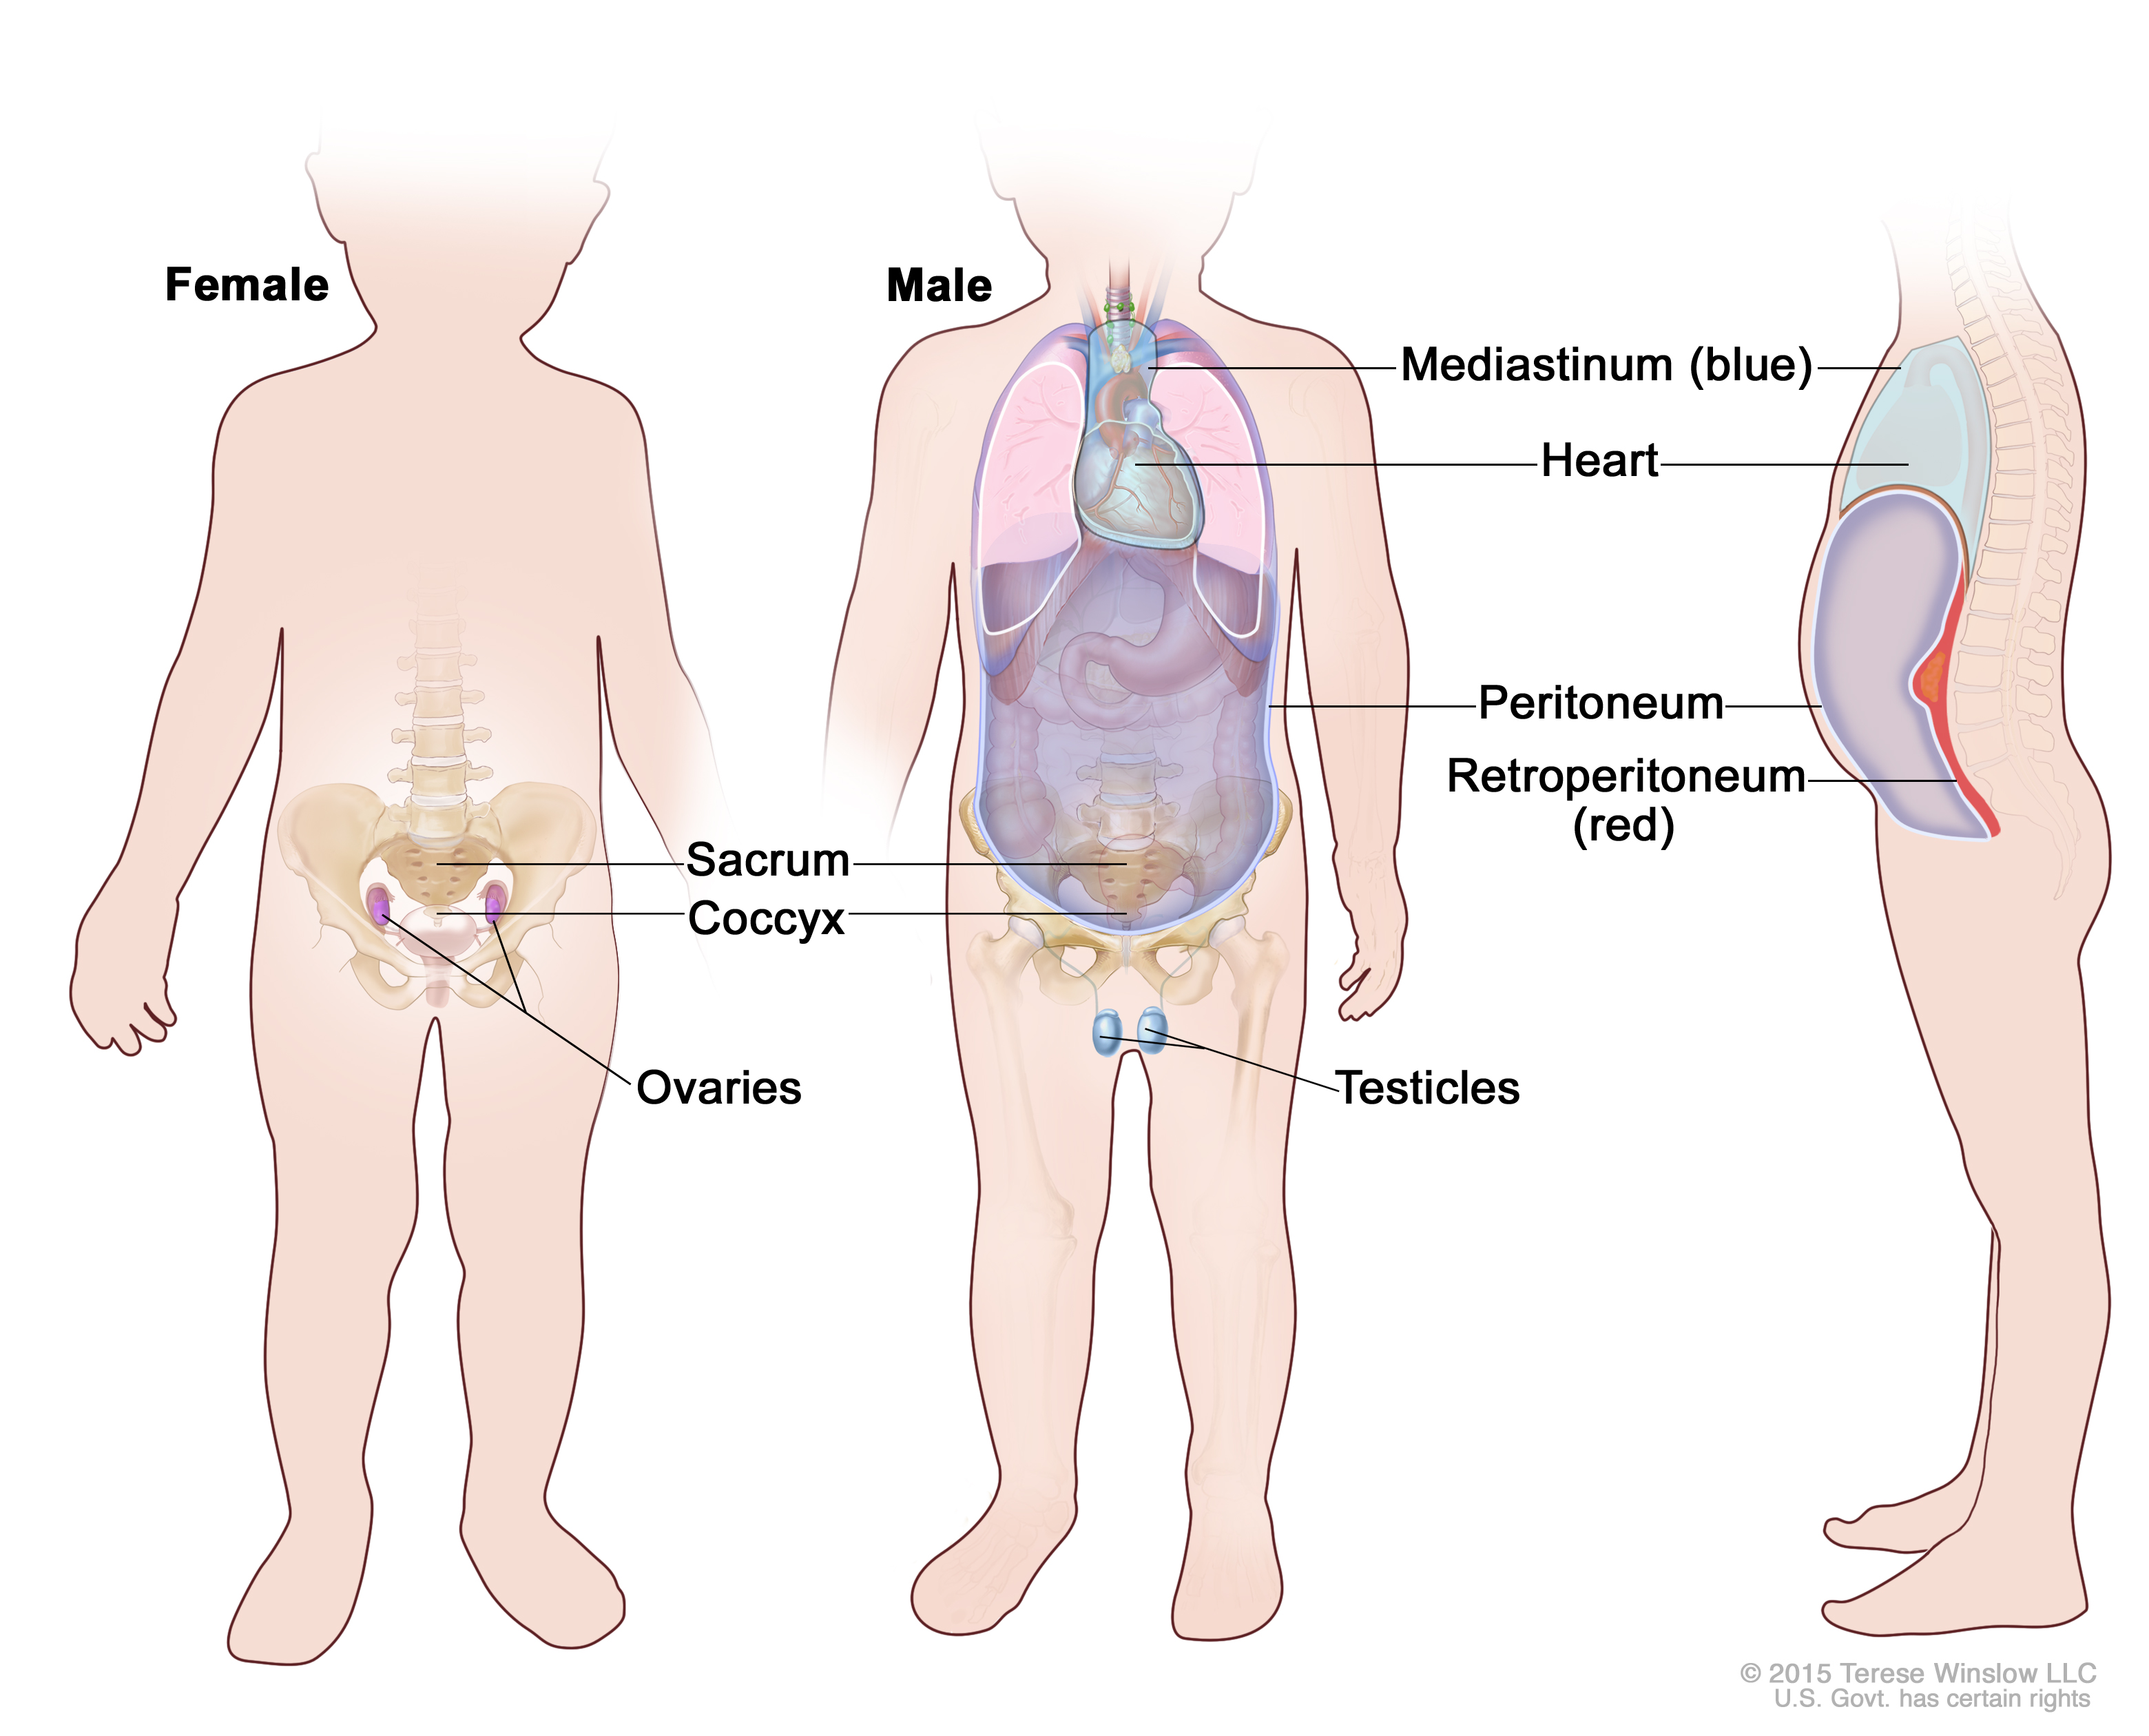 Female
Male
Mediastinum (blue)
Heart
Peritoneum
Retroperitoneum
(red)
Sacrum
Coccyx
Ovaries
Testicles
© 2015 Terese Winslow LLC
U.S. Govt. has certain rights